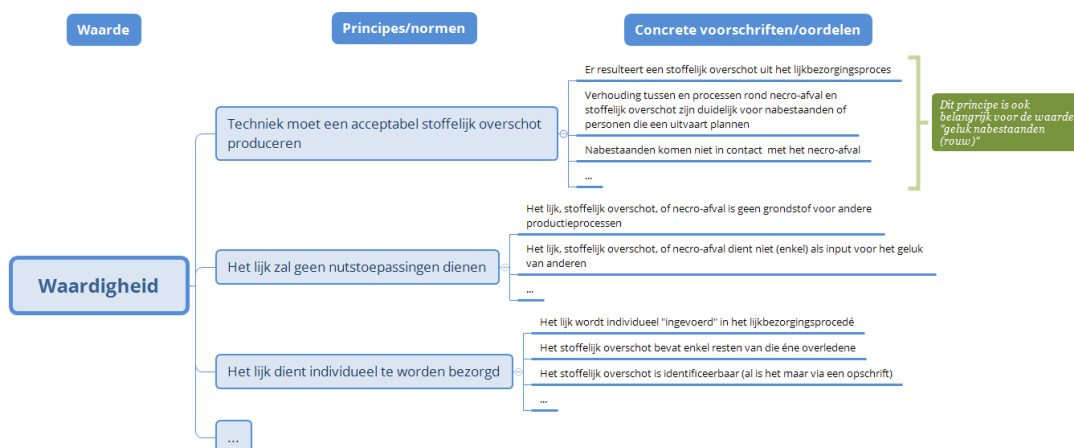 Waarde
Principes/normen
Concrete voorschriften/oordelen
Er resulteert een stoffelijk overschot uit het lijkbezorgingsproces
Verhouding tussen en processen rond necro-afval en
stoffelijk overschot zijn duidelijk voor nabestaanden of
personen die een uitvaart plannen
Nabestaanden komen niet in contact met het necro-afval
...
Dit principe is ook
belangrijk voor de waarde
"geluk nabestaanden
(rouw)"
Techniek moet een acceptabel stoffelijk overschot
produceren
Het lijk, stoffelijk overschot, of necro-afval is geen grondstof voor andere
productieprocessen
Het lijk, stoffelijk overschot, of necro-afval dient niet (enkel) als input voor het geluk
van anderen
...
Het lijk zal geen nutstoepassingen dienen
Waardigheid
Het lijk wordt individueel "ingevoerd" in het lijkbezorgingsprocedé
Het stoffelijk overschot bevat enkel resten van die éne overledene
Het stoffelijk overschot is identificeerbaar (al is het maar via een opschrift)
...
Het lijk dient individueel te worden bezorgd
...